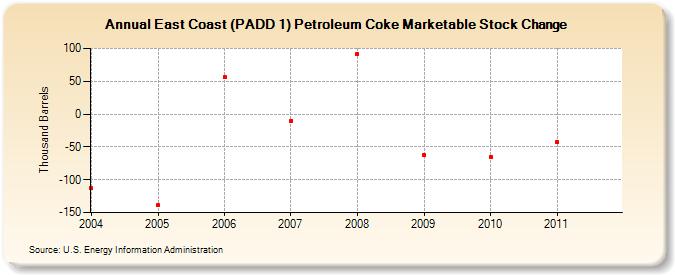 Annual East Coast (PADD 1) Petroleum Coke Marketable Stock Change
Thousand Barrels
100
50
0
-50
-100
-150
2004 2005 2006 2007 2008 2009 2010 2011
Source: U.S. Energy Information Administration